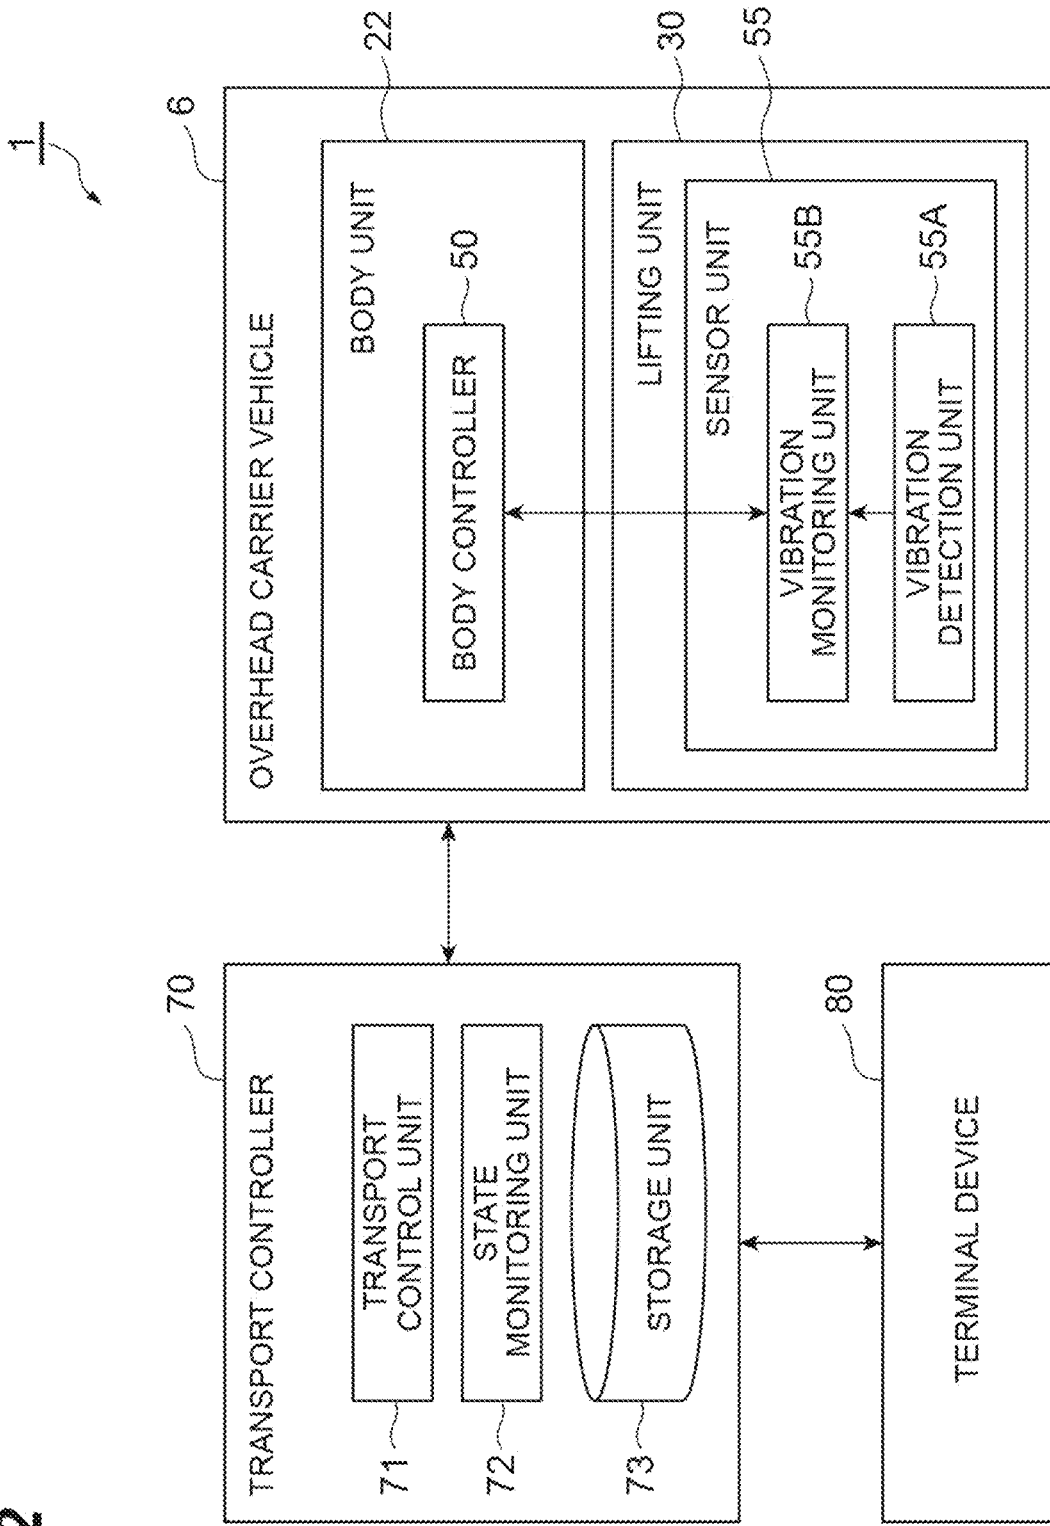 2
1
70
TRANSPORT CONTROLLER
71
TRANSPORT
CONTROL UNIT
72
STATE
MONITORING UNIT
73
STORAGE UNIT
80
TERMINAL DEVICE
6
OVERHEAD CARRIER VEHICLE
22
BODY UNIT
50
BODY CONTROLLER
30
LIFTING UNIT
55
SENSOR UNIT
55B
VIBRATION
MONITORING UNIT
55A
VIBRATION
DETECTION UNIT